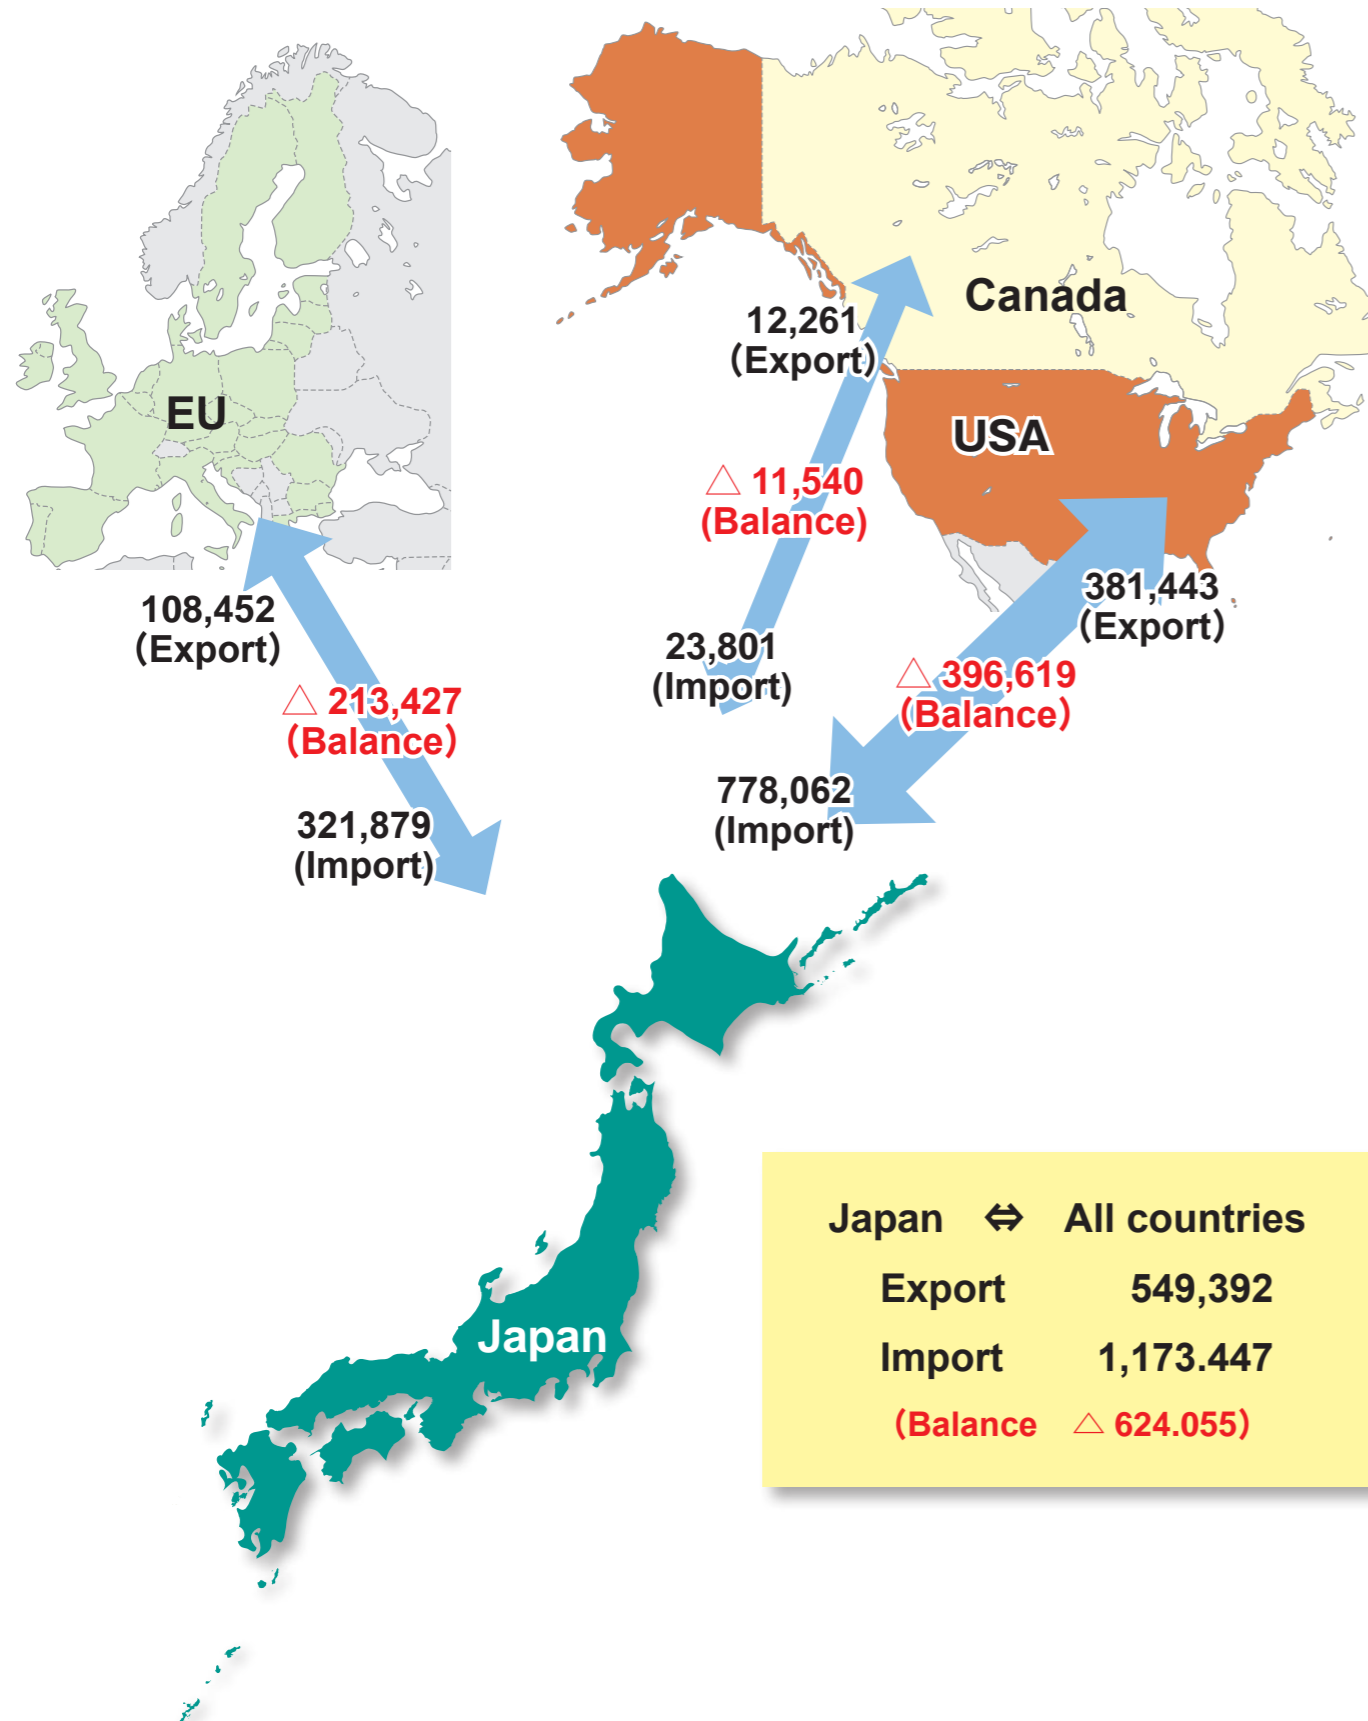 Canada
12,261
(Export)
EU
USA
△ 11,540
(Balance)
381,443
(Export)
108,452
(Export)
23,801
(Import)
△ 396,619
(Balance)
△ 213,427
(Balance)
778,062
(Import)
321,879
(Import)
Japan
Japan ⇔ All countries
Export 549,392
Import 1,173.447
(Balance △ 624.055)